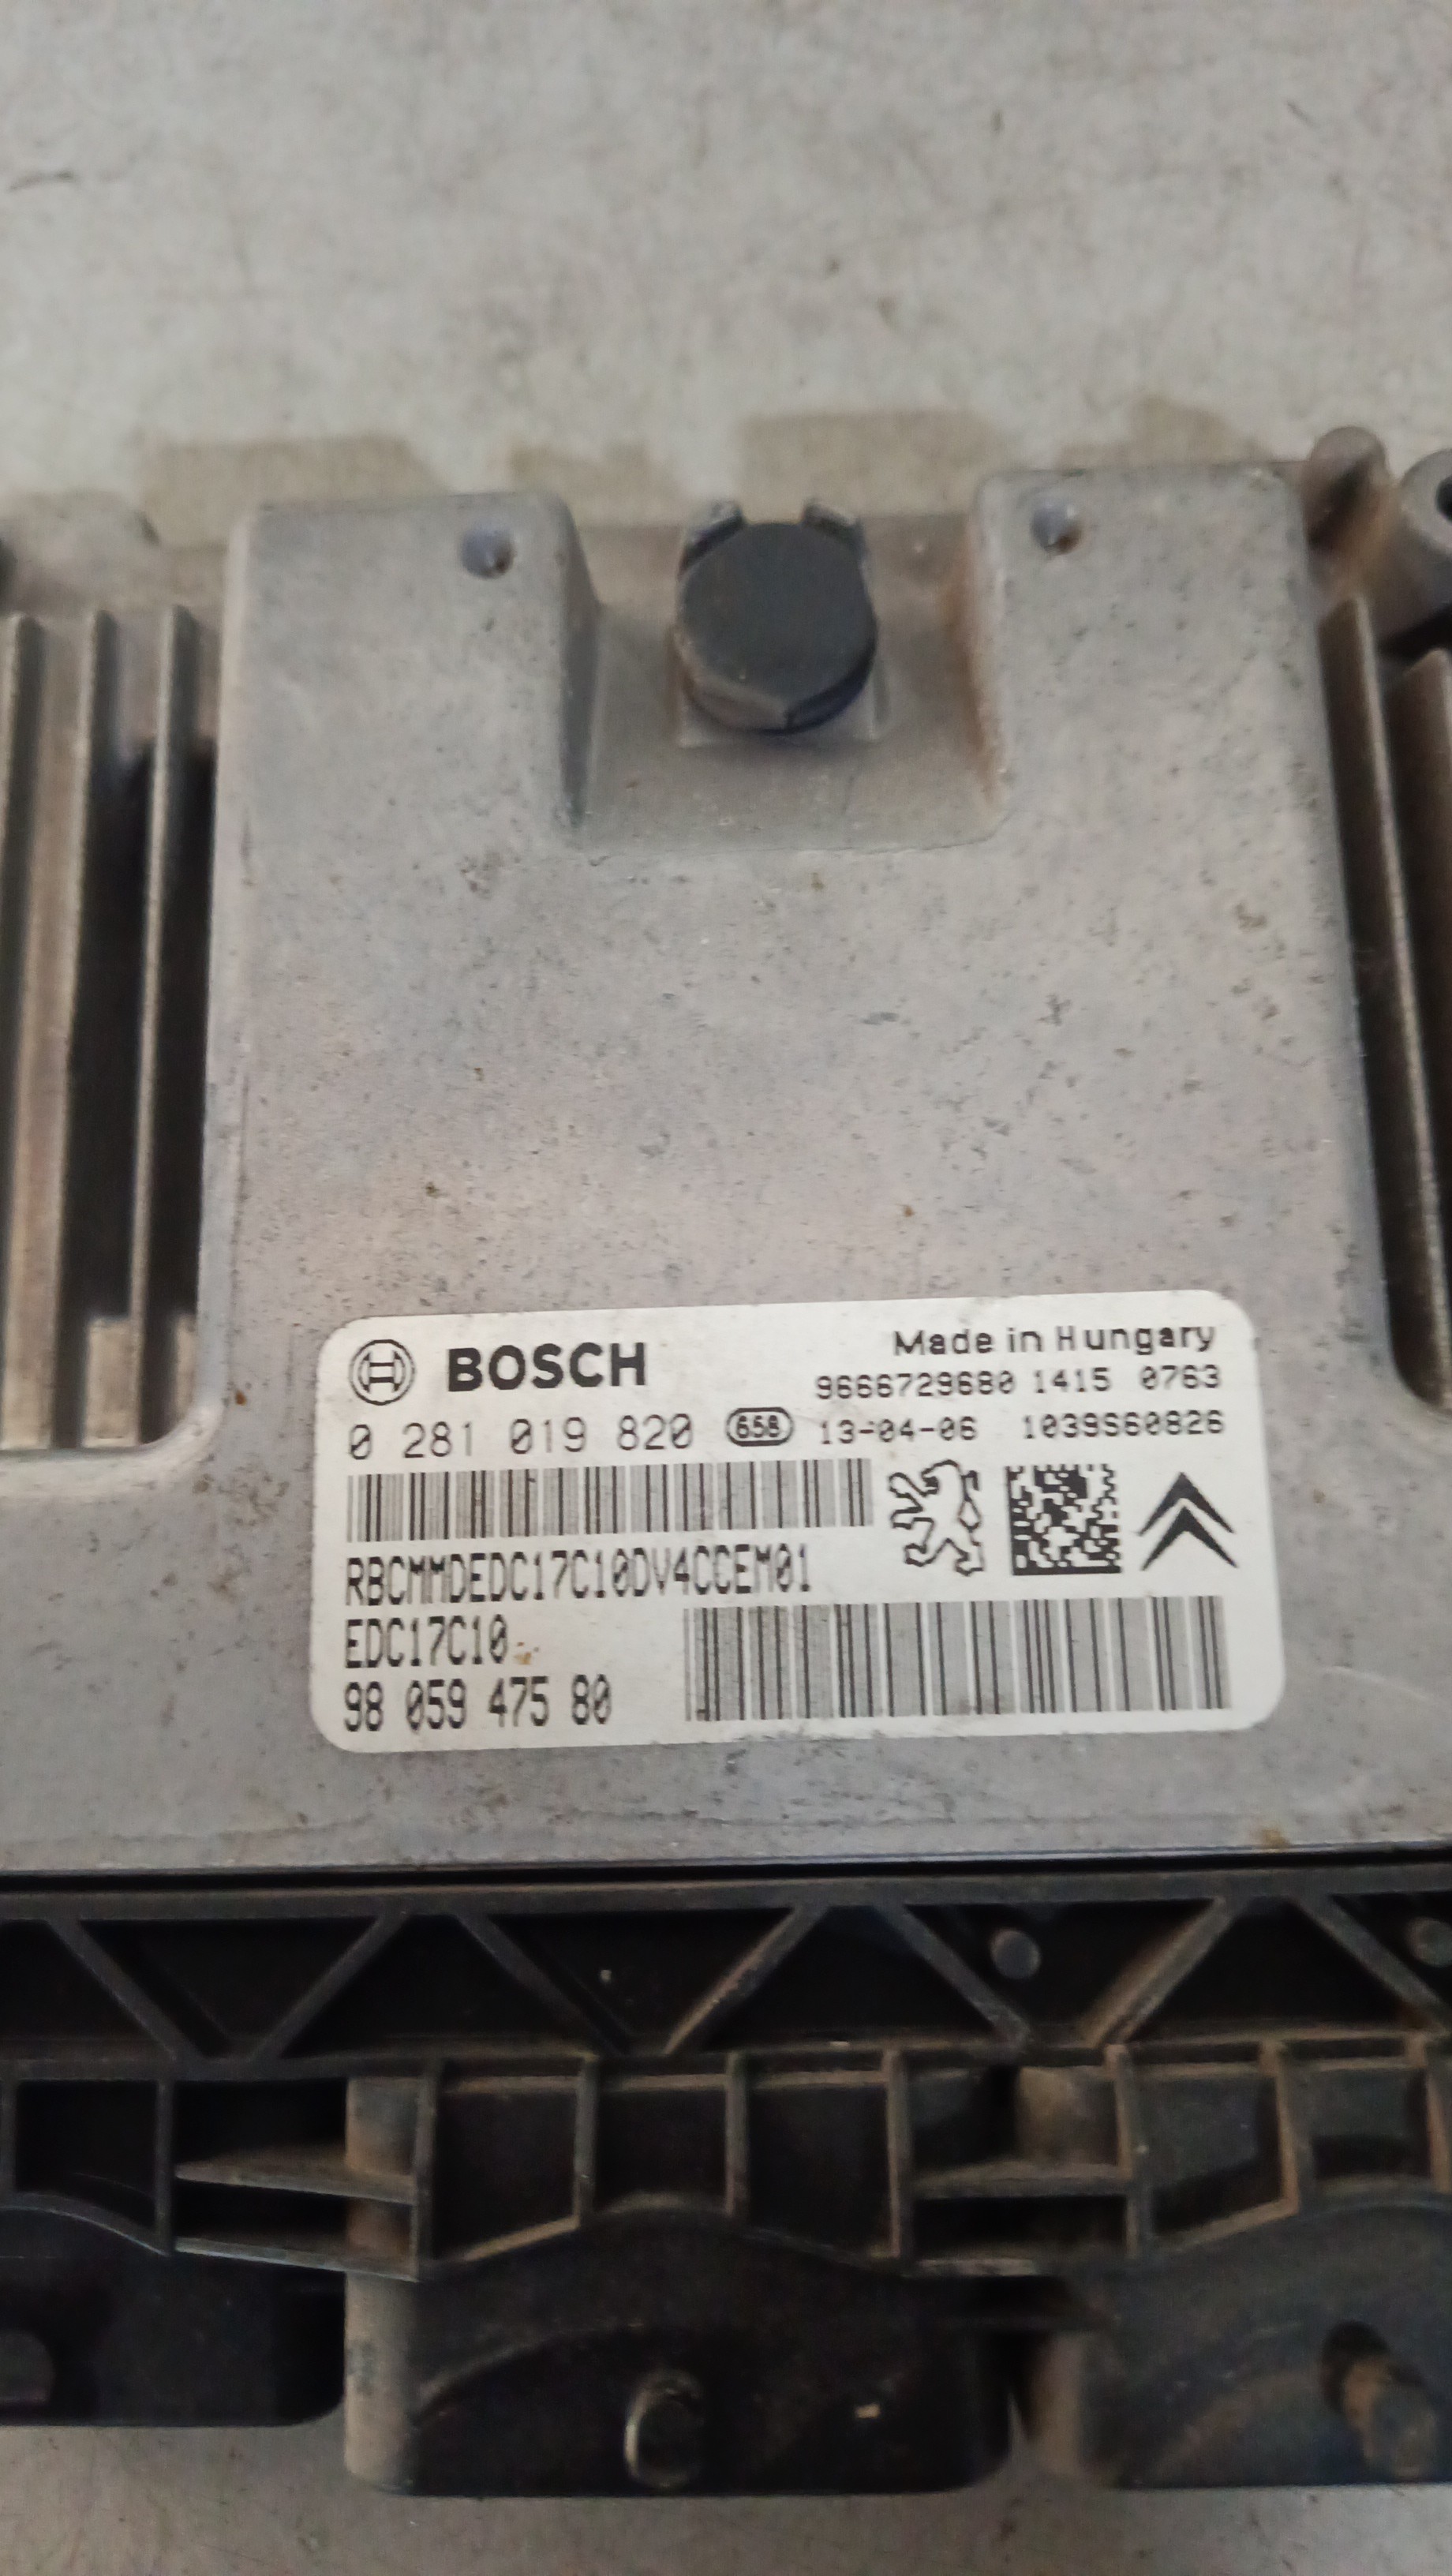 BOSCH
Made in Hungary
9666729680 1415 0763
0 281 019 820 658 13-04-06 1039S60826
RBCMMDEDC17C10DV4CCEM01
EDC17C10
98 059 475 80